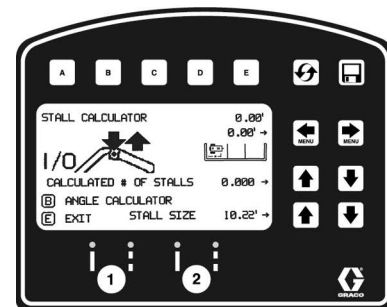 A B C D E
STALL CALCULATOR 0.00'
0.00' →
I/O
CALCULATED # OF STALLS 0.000 →
B ANGLE CALCULATOR
E EXIT STALL SIZE 10.22' →
MENU MENU
1 2
GRACO